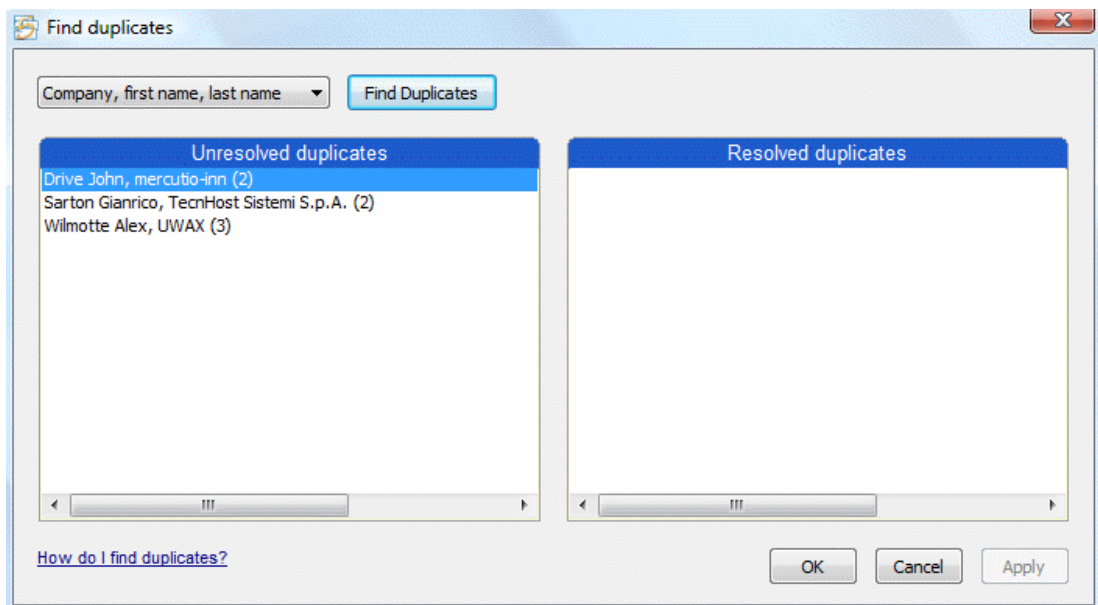 Find duplicates
Company, first name, last name
Find Duplicates
Unresolved duplicates
Drive John, mercutio-inn (2)
Sarton Gianrico, TecnHost Sistemi S.p.A. (2)
Wilmotte Alex, UWAX (3)
Resolved duplicates
How do I find duplicates?
OK
Cancel
Apply